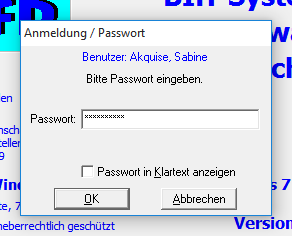 Anmeldung / Passwort
Benutzer: Akquise, Sabine
Bitte Passwort eingeben.
Passwort: xxxxxxxxxx
Passwort in Klartext anzeigen
OK
Abbrechen
s 7
heberrechtlich geschützt
Version